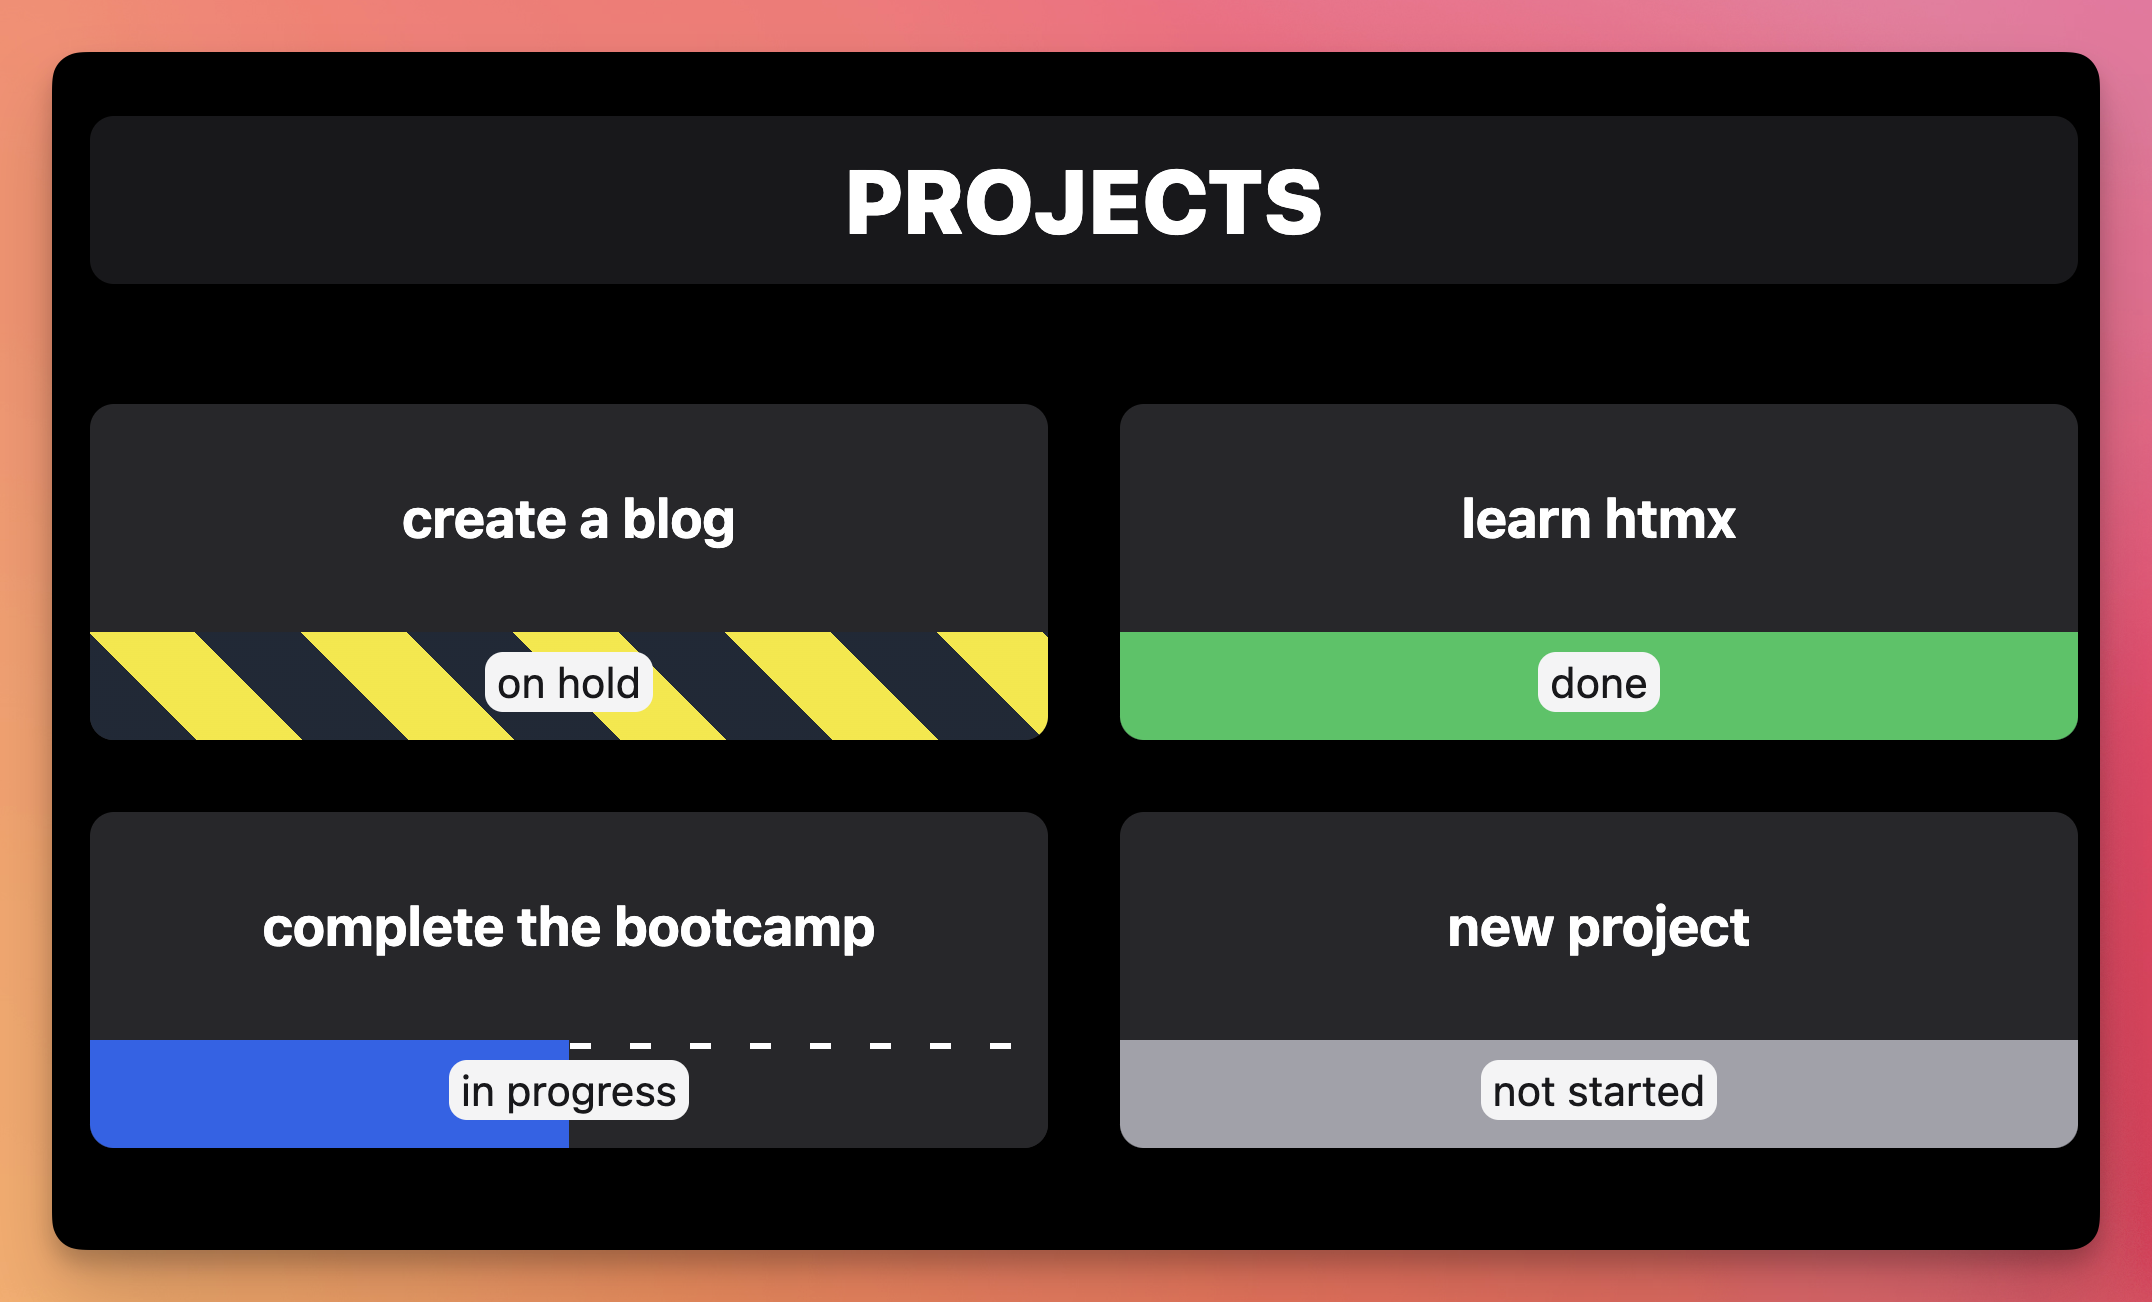 PROJECTS
create a blog
on hold
learn htmx
done
complete the bootcamp
in progress
new project
not started